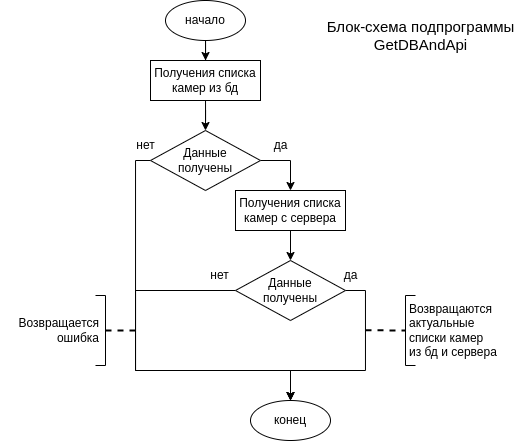 начало
Блок-схема подпрограммы
GetDBAndApi
Получения списка
камер из бд
нет
да
Данные
получены
Получения списка
камер с сервера
нет
да
Данные
получены
Возвращается
ошибка
Возвращаются
актуальные
списки камер
из бд и сервера
конец